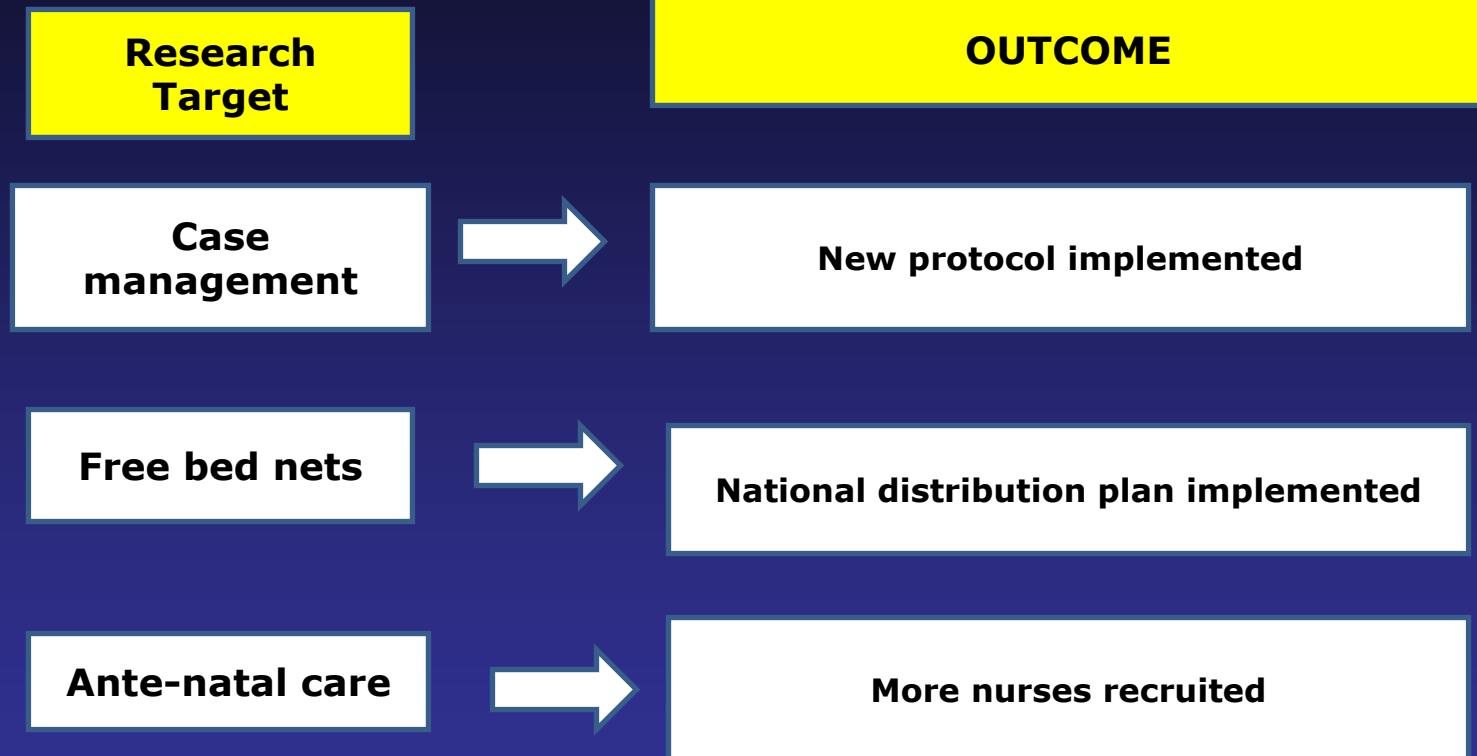 Research
Target
OUTCOME
Case
management
New protocol implemented
Free bed nets
National distribution plan implemented
Ante-natal care
More nurses recruited